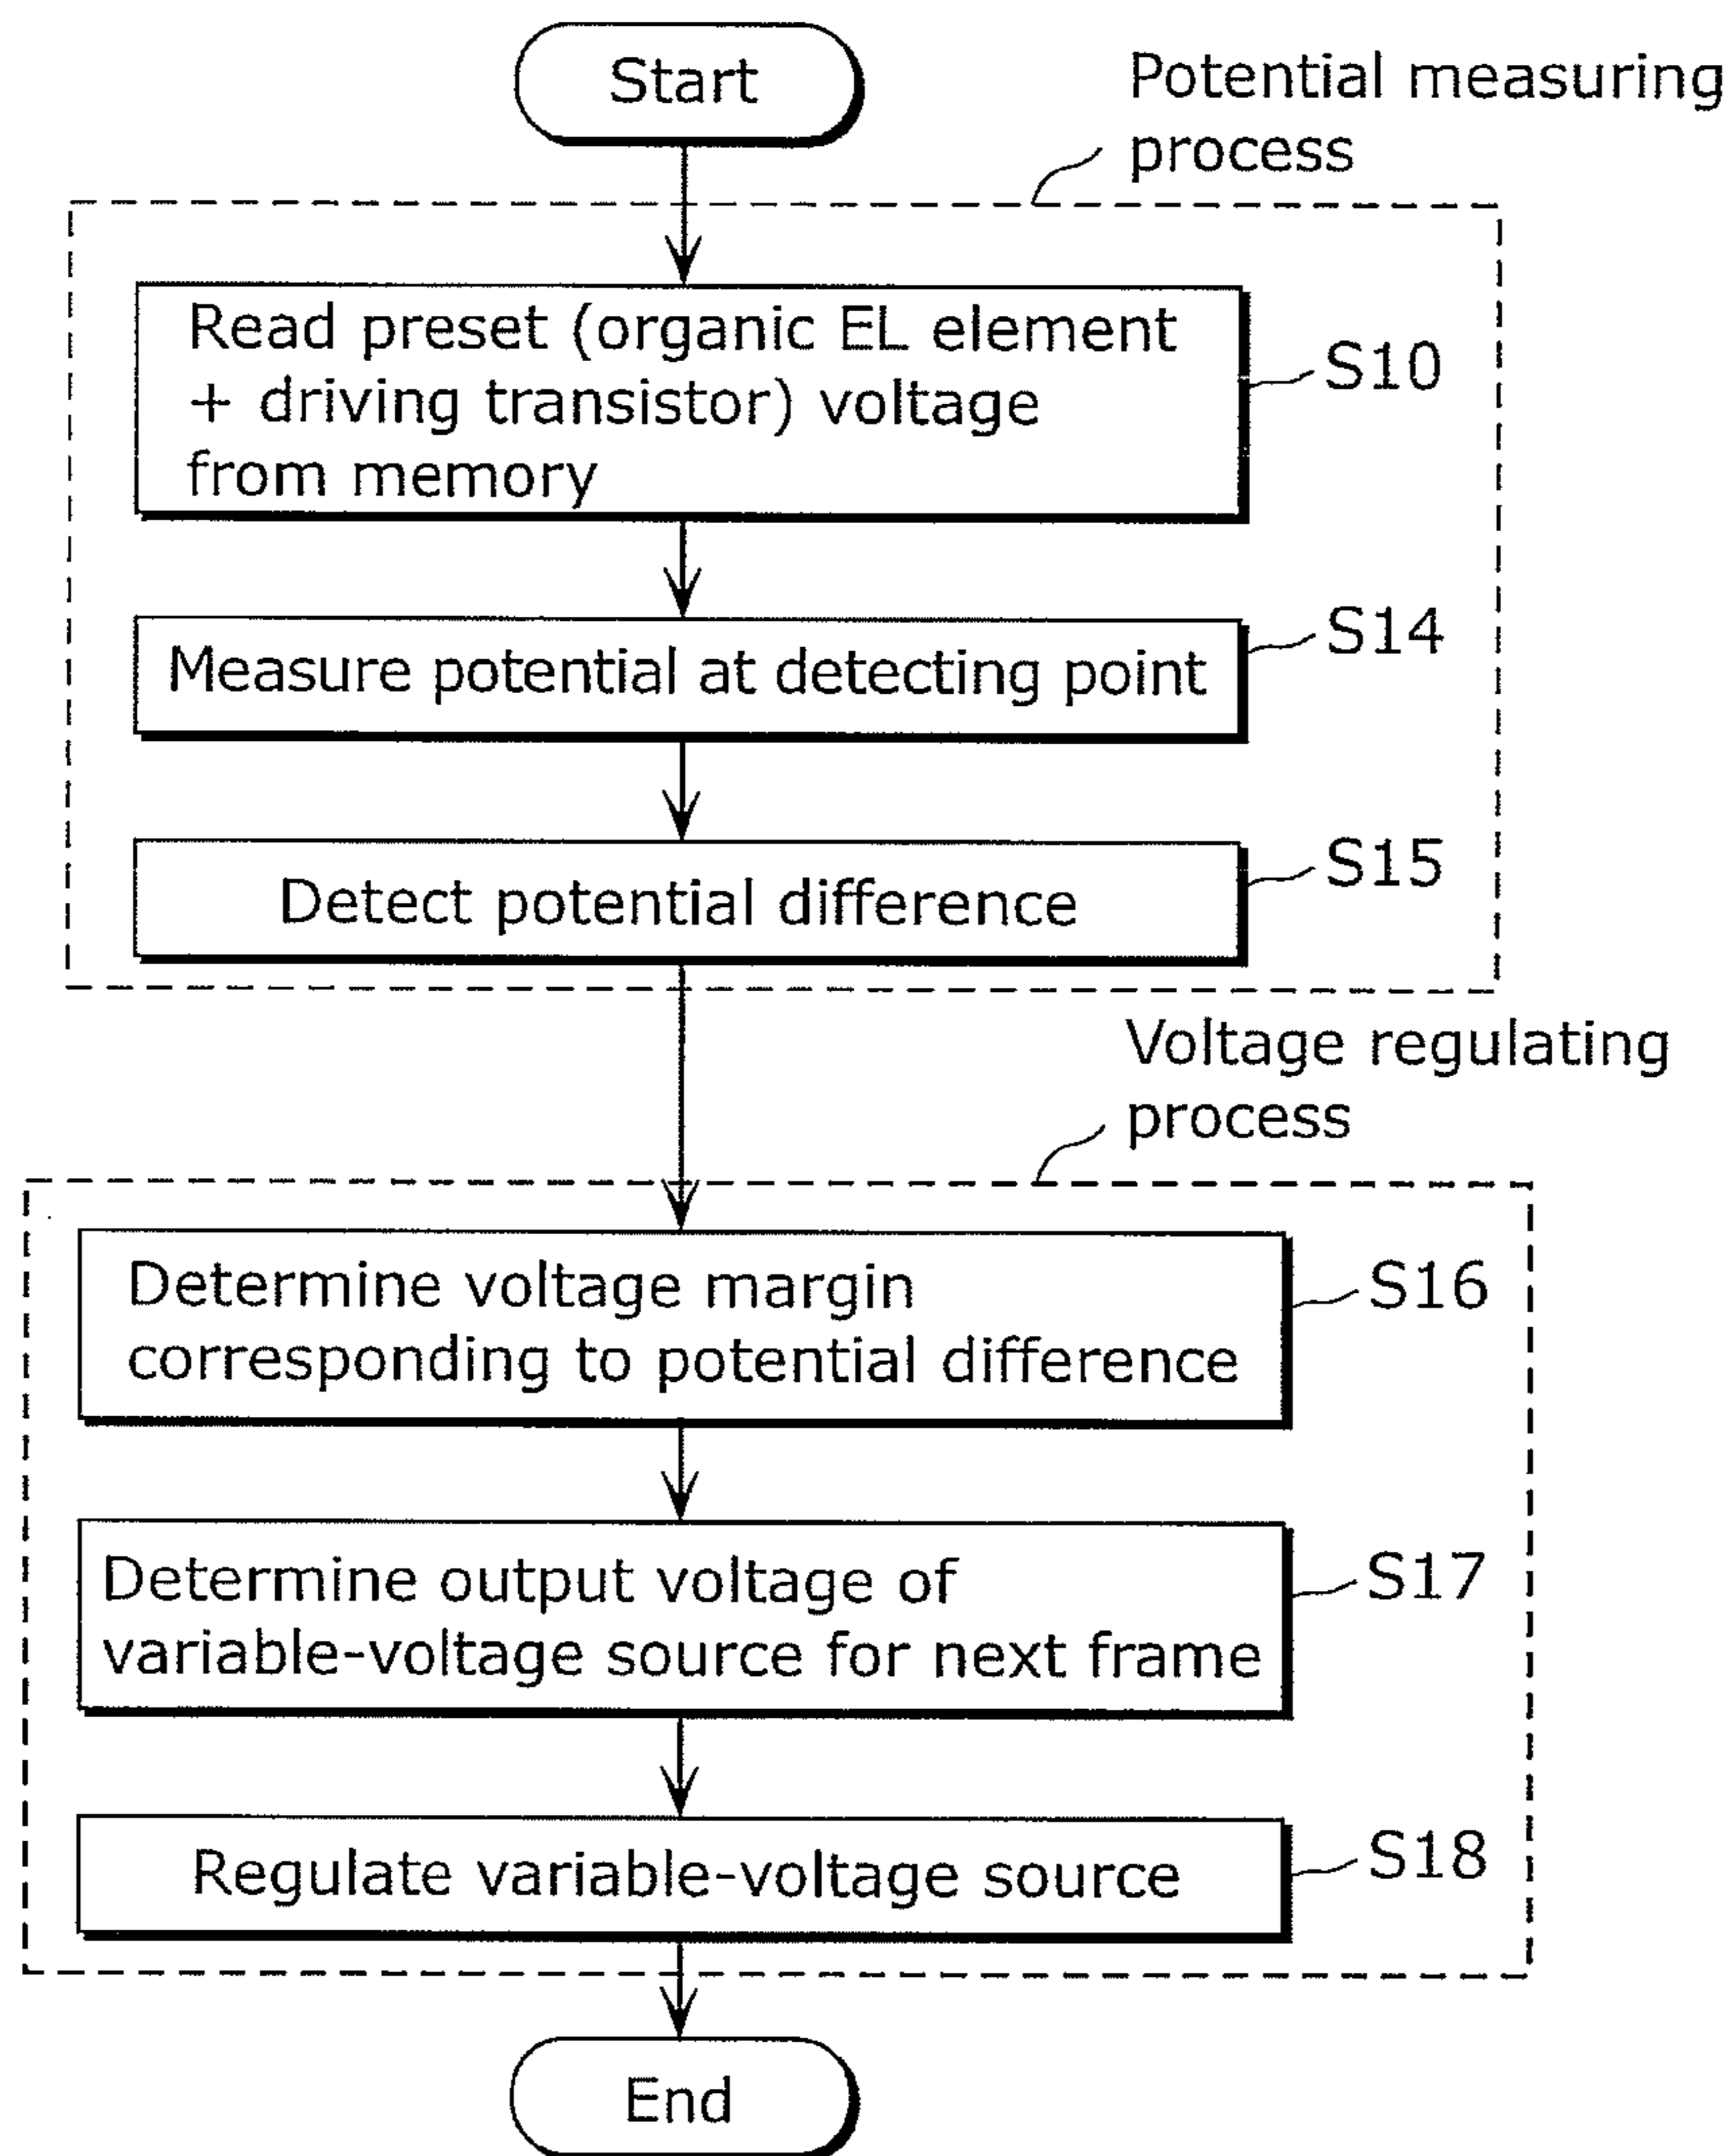 Start
Potential measuring
process
Read preset (organic EL element
+ driving transistor) voltage
from memory
S10
Measure potential at detecting point
S14
Detect potential difference
S15
Voltage regulating
process
Determine voltage margin
corresponding to potential difference
S16
Determine output voltage of
variable-voltage source for next frame
S17
Regulate variable-voltage source
S18
End